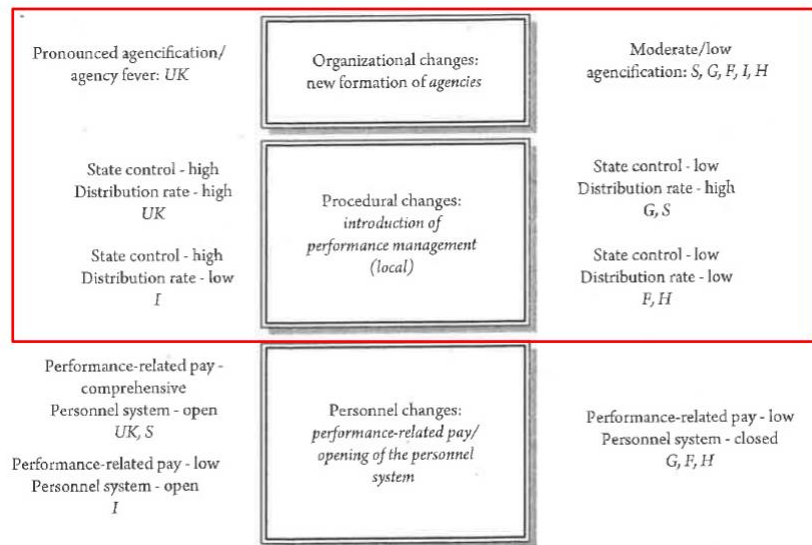 Pronounced agencification/
agency fever: UK
Organizational changes:
new formation of agencies
Moderate/low
agencification: S, G, F, I, H
State control - high
Distribution rate - high
UK
State control - high
Distribution rate - low
I
Procedural changes:
introduction of
performance management
(local)
State control - low
Distribution rate - high
G, S
State control - low
Distribution rate - low
F, H
Performance-related pay -
comprehensive
Personnel system - open
UK, S
Performance-related pay - low
Personnel system - open
I
Personnel changes:
performance-related pay/
opening of the personnel
system
Performance-related pay - low
Personnel system - closed
G, F, H